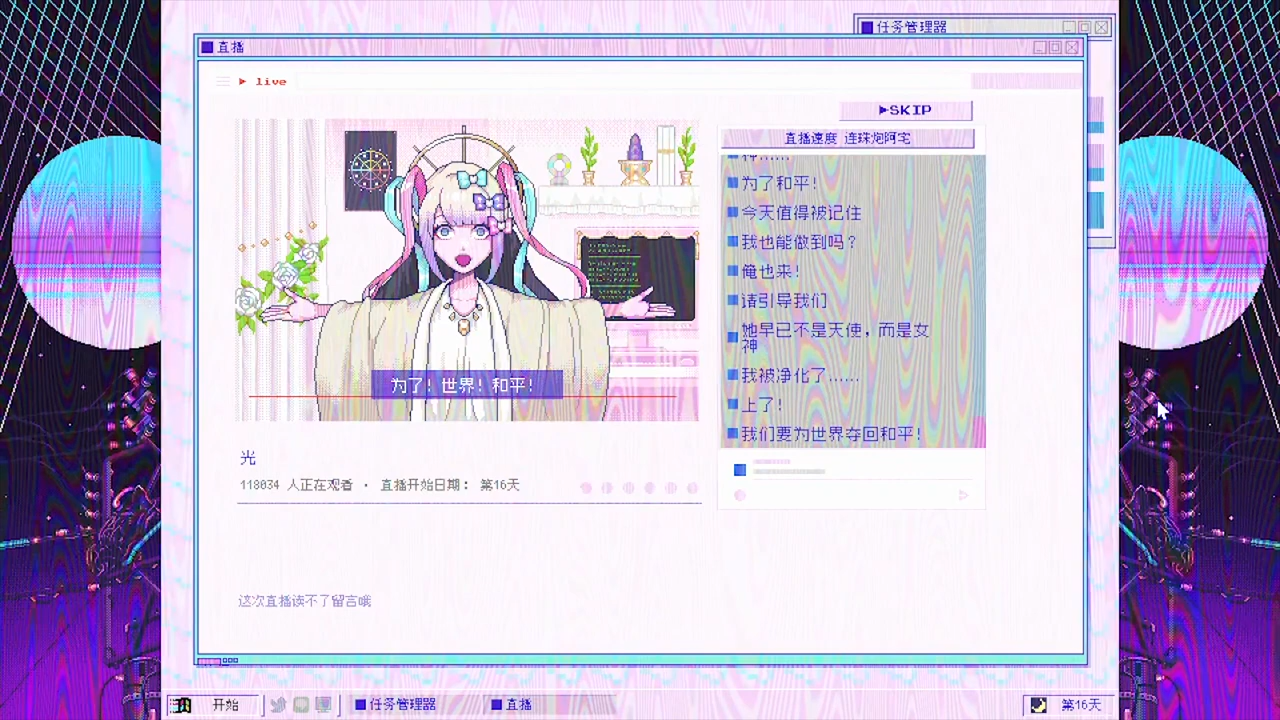 任务管理器
直播
live
▶SKIP
直播速度 连珠炮阿宅
神……
为了和平！
今天值得被记住
我也能做到吗？
俺也来！
请引导我们
她早已不是天使，而是女
神
我被净化了……
上了！
我们要为世界夺回和平！
为了！世界！和平！
光
118034 人正在观看 · 直播开始日期： 第16天
这次直播读不了留言哦
开始
任务管理器
直播
第16天